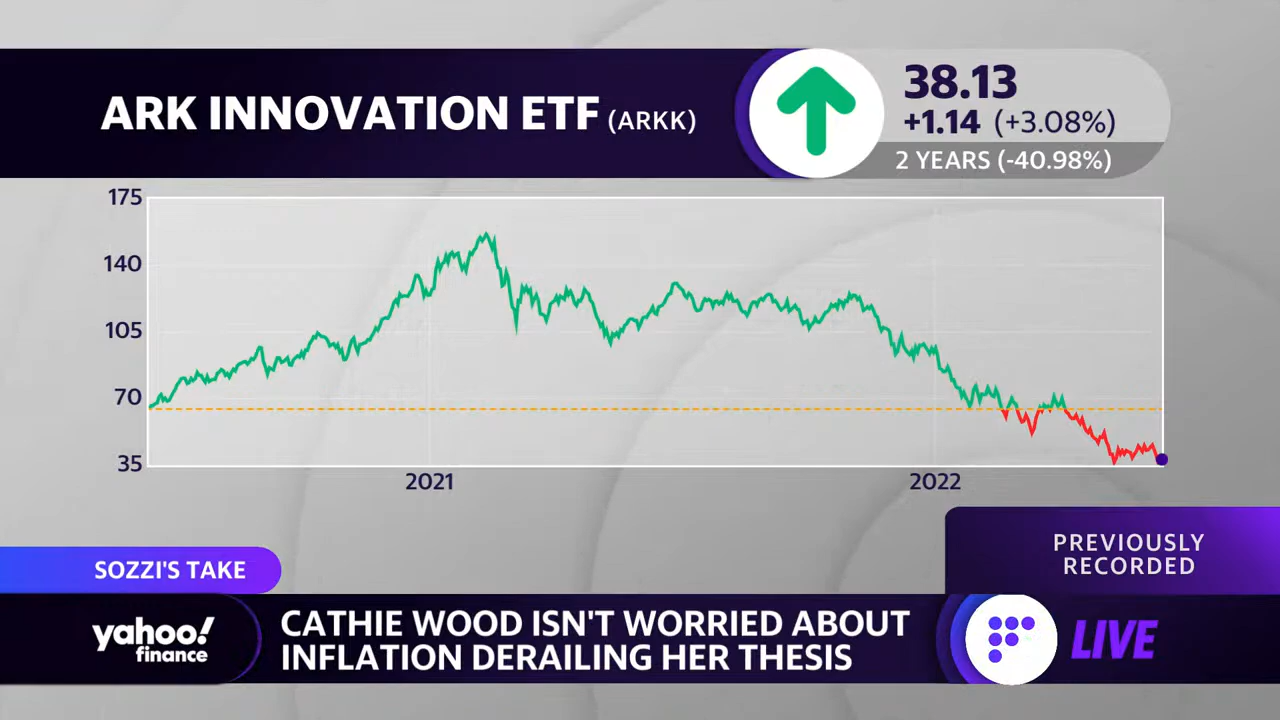 ARK INNOVATION ETF (ARKK)
38.13
+1.14 (+3.08%)
2 YEARS (-40.98%)
175
140
105
70
35
2021
2022
PREVIOUSLY
RECORDED
SOZZI'S TAKE
yahoo!
finance
CATHIE WOOD ISN'T WORRIED ABOUT
INFLATION DERAILING HER THESIS
LIVE